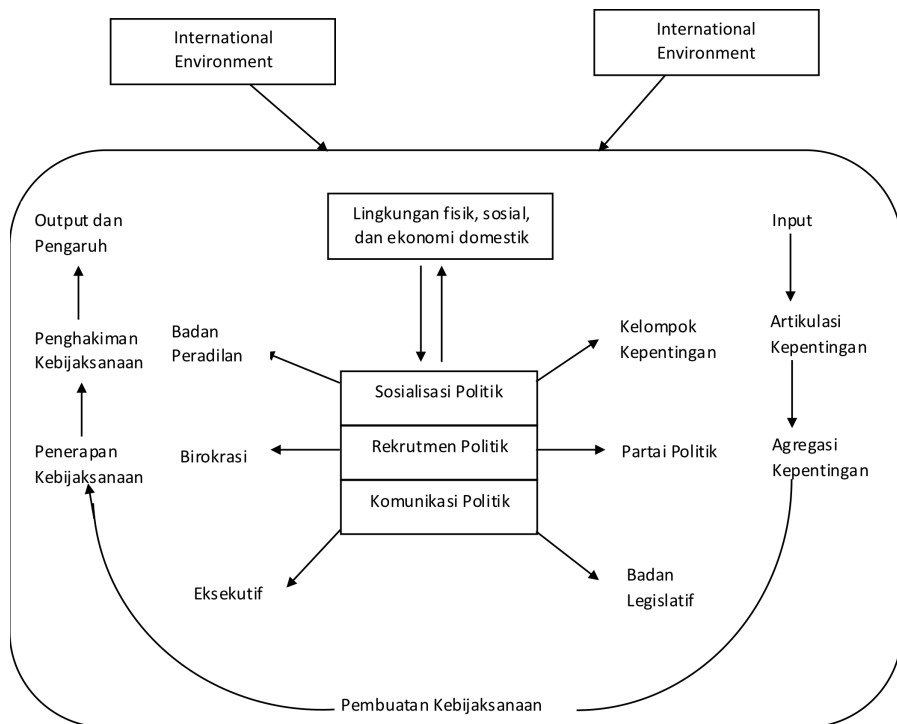 International
Environment
International
Environment
Lingkungan fisik, sosial,
dan ekonomi domestik
Output dan
Pengaruh
Input
Penghakiman
Kebijaksanaan
Badan
Peradilan
Kelompok
Kepentingan
Artikulasi
Kepentingan
Sosialisasi Politik
Penerapan
Kebijaksanaan
Birokrasi
Rekrutmen Politik
Partai Politik
Agregasi
Kepentingan
Komunikasi Politik
Eksekutif
Badan
Legislatif
Pembuatan Kebijaksanaan